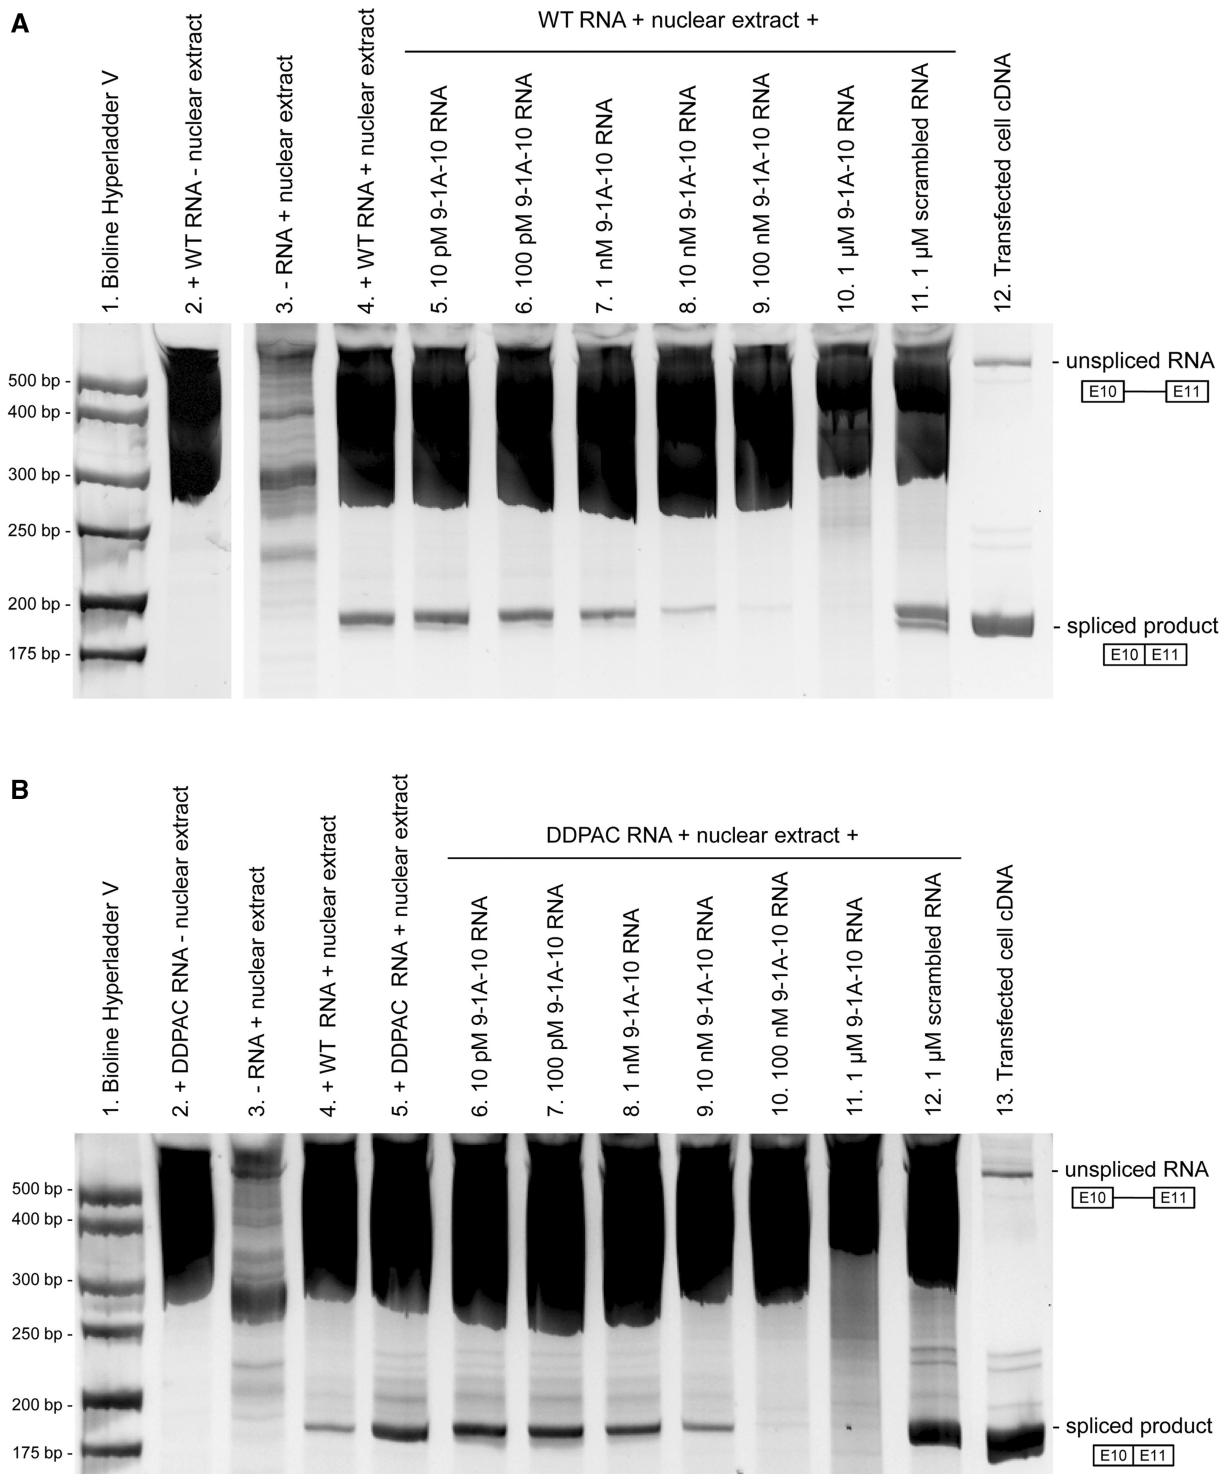 A
WT RNA + nuclear extract +
1. Bioline Hyperladder V
2. + WT RNA - nuclear extract
3. - RNA + nuclear extract
4. + WT RNA + nuclear extract
5. 10 pM 9-1A-10 RNA
6. 100 pM 9-1A-10 RNA
7. 1 nM 9-1A-10 RNA
8. 10 nM 9-1A-10 RNA
9. 100 nM 9-1A-10 RNA
10. 1 µM 9-1A-10 RNA
11. 1 µM scrambled RNA
12. Transfected cell cDNA
500 bp -
400 bp -
300 bp -
250 bp -
200 bp -
175 bp -
- unspliced RNA
E10 E11
- spliced product
E10 E11
B
DDPAC RNA + nuclear extract +
1. Bioline Hyperladder V
2. + DDPAC RNA - nuclear extract
3. - RNA + nuclear extract
4. + WT RNA + nuclear extract
5. + DDPAC RNA + nuclear extract
6. 10 pM 9-1A-10 RNA
7. 100 pM 9-1A-10 RNA
8. 1 nM 9-1A-10 RNA
9. 10 nM 9-1A-10 RNA
10. 100 nM 9-1A-10 RNA
11. 1 µM 9-1A-10 RNA
12. 1 µM scrambled RNA
13. Transfected cell cDNA
500 bp -
400 bp -
300 bp -
250 bp -
200 bp -
175 bp -
- unspliced RNA
E10 E11
- spliced product
E10 E11